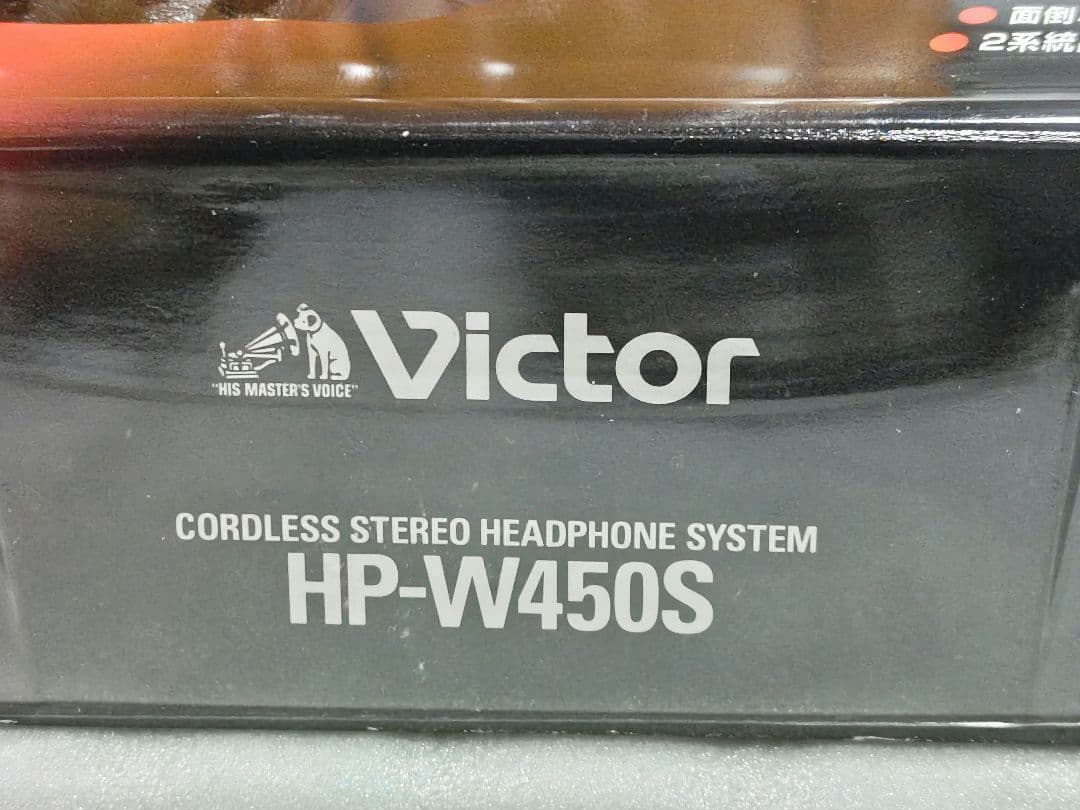 面倒
2系統
Victor
"HIS MASTER'S VOICE"
CORDLESS STEREO HEADPHONE SYSTEM
HP-W450S